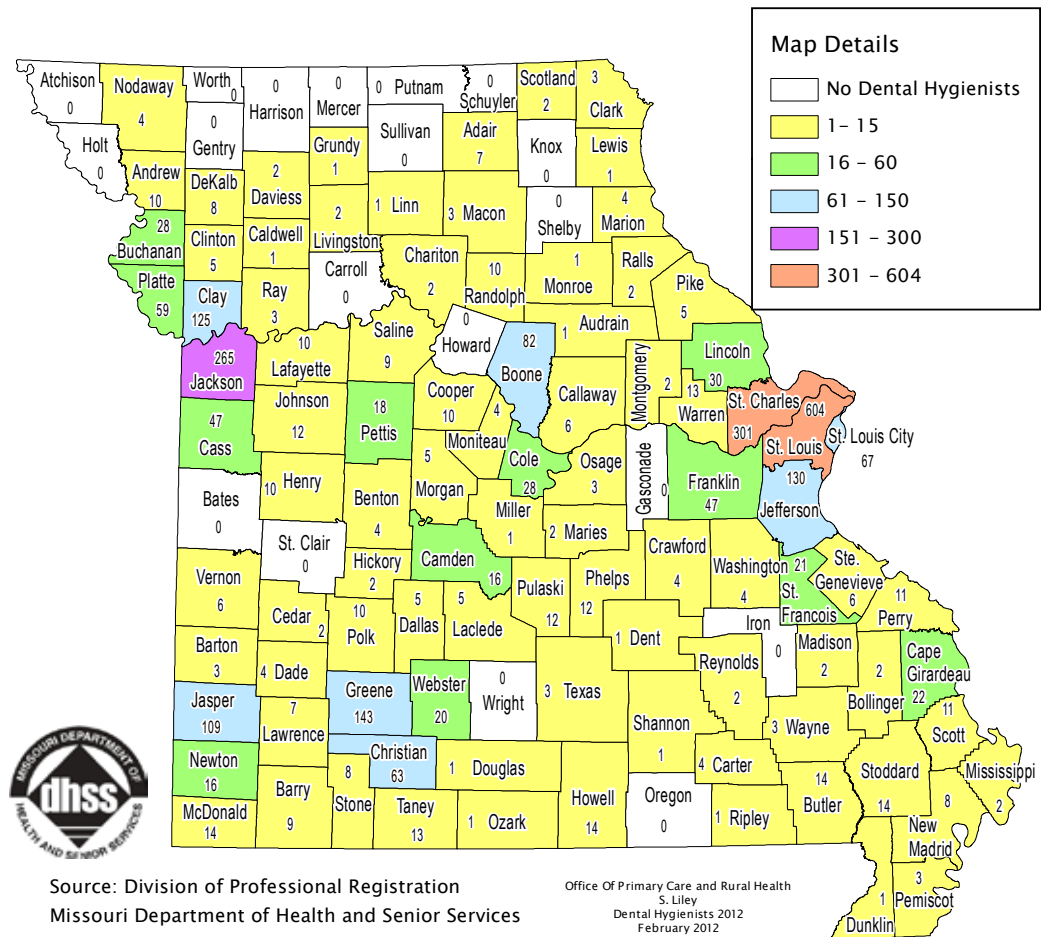 Map Details
No Dental Hygienists
1– 15
16 – 60
61 – 150
151 – 300
301 – 604
Atchison
0
Nodaway
4
Worth
0
0
Harrison
0
Mercer
0 Putnam
0
Schuyler
Scotland
2
3
Clark
Holt
0
0
Gentry
Grundy
1
Sullivan
0
Adair
7
Knox
0
Lewis
1
Andrew
10
DeKalb
8
2
Daviess
2
Livingston
1 Linn
3 Macon
0
Shelby
4
Marion
28
Buchanan
Clinton
5
Caldwell
1
Carroll
0
Chariton
2
10
Randolph
1
Monroe
Ralls
2
Pike
5
Platte
59
Clay
125
Ray
3
Saline
9
0
Howard
82
Boone
1 Audrain
Lincoln
30
265
Jackson
10
Lafayette
Johnson
12
18
Pettis
Cooper
10
4
Moniteau
Callaway
6
Montgomery
2
13
Warren
St. Charles
301
604
St. Louis
St. Louis City
67
47
Cass
5
Morgan
Cole
28
Osage
3
Gasconade
0
Franklin
47
130
Jefferson
Bates
0
10 Henry
Benton
4
Miller
1
2 Maries
St. Clair
0
Hickory
2
Camden
16
Pulaski
12
Phelps
12
Crawford
4
Washington
4
21
St.
Francois
Ste.
Genevieve
6
11
Perry
Vernon
6
Cedar
2
10
Polk
5
Dallas
5
Laclede
1 Dent
Iron
0
Madison
2
2
Bollinger
Cape
Girardeau
22
Barton
3
4 Dade
Greene
143
Webster
20
0
Wright
3 Texas
Reynolds
2
Jasper
109
7
Lawrence
Christian
63
Shannon
1
3 Wayne
11
Scott
Newton
16
8
Stone
1 Douglas
4 Carter
Stoddard
14
Mississippi
2
McDonald
14
Barry
9
Taney
13
1 Ozark
Howell
14
Oregon
0
1 Ripley
14
Butler
8
New
Madrid
3
Pemiscot
1
Dunklin
MISSOURI DEPARTMENT OF
dhss
HEALTH AND SENIOR SERVICES
Source: Division of Professional Registration
Missouri Department of Health and Senior Services
Office Of Primary Care and Rural Health
S. Liley
Dental Hygienists 2012
February 2012